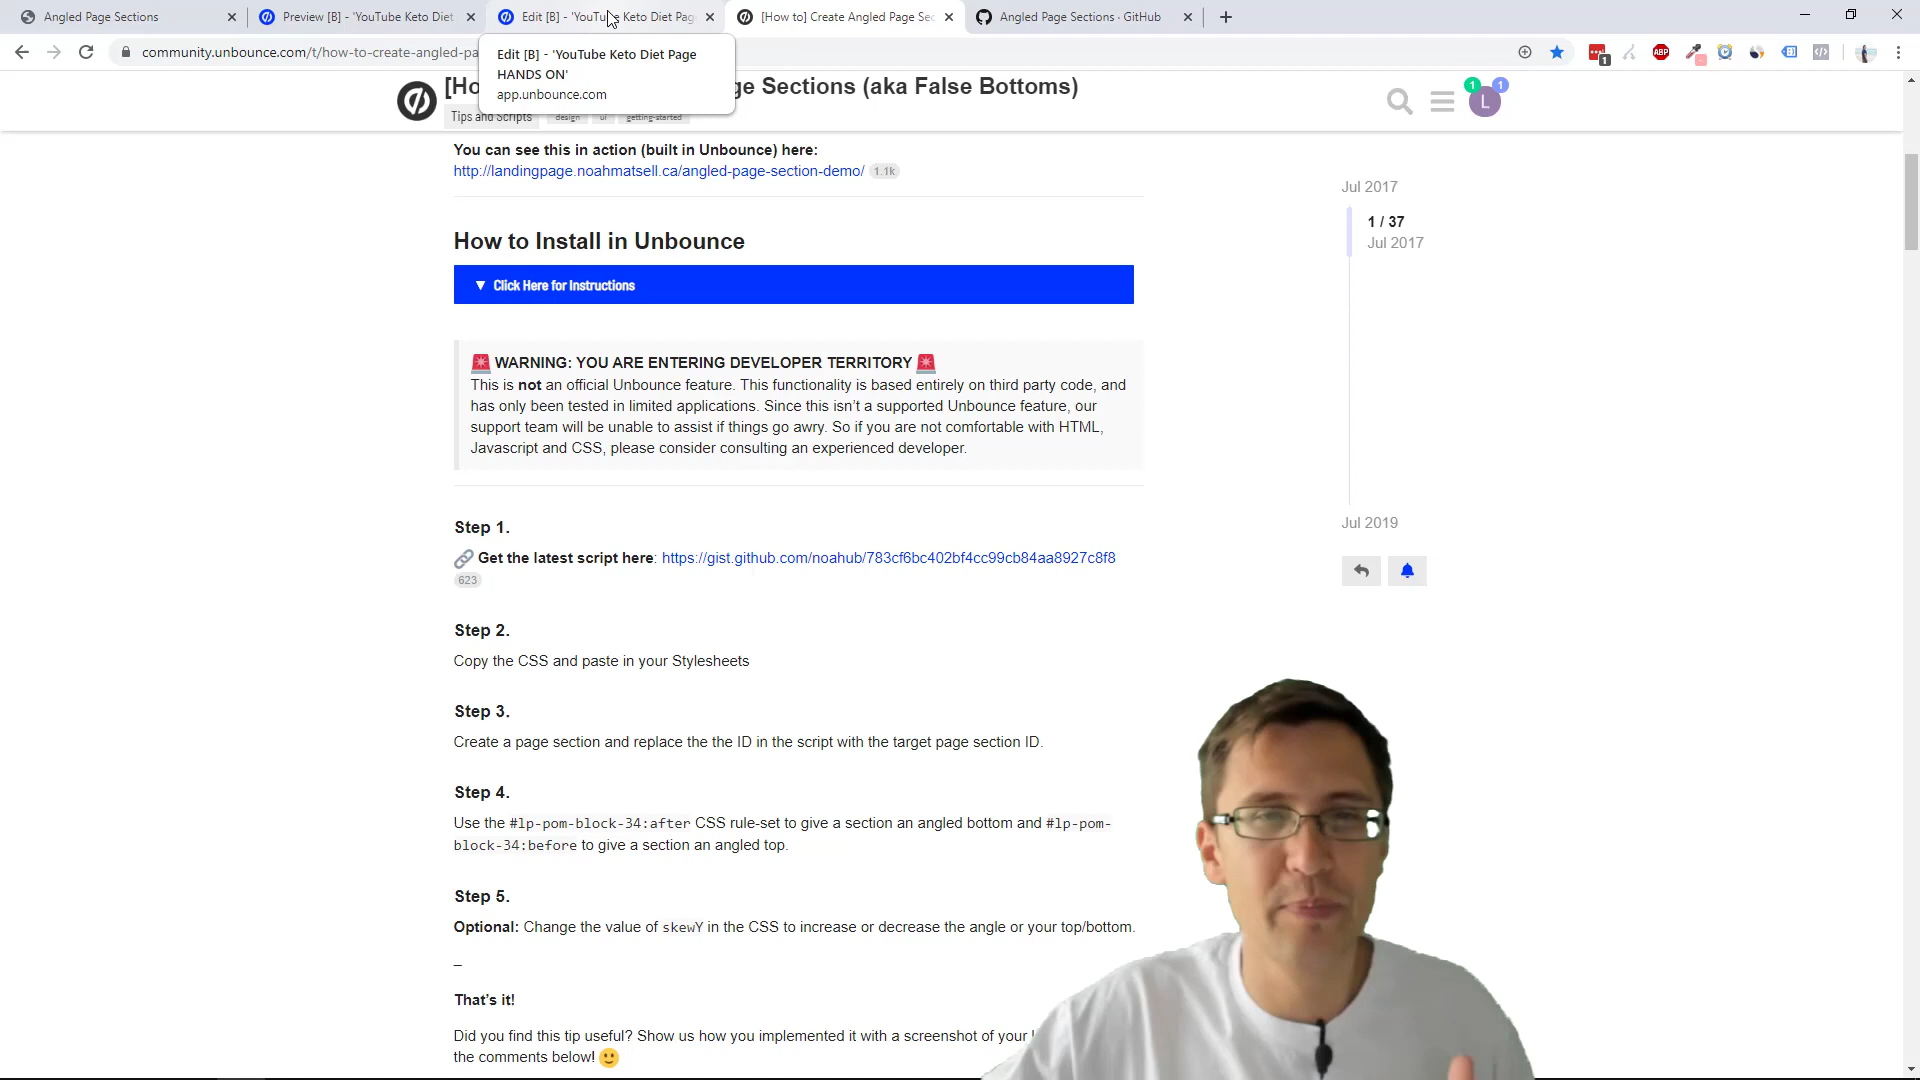 Angled Page Sections
Preview [B] - 'YouTube Keto Diet
Edit [B] - 'YouTube Keto Diet Pag
[How to] Create Angled Page Sec
Angled Page Sections · GitHub
community.unbounce.com/t/how-to-create-angled-pa
Edit [B] - 'YouTube Keto Diet Page
HANDS ON'
app.unbounce.com
[Ho
ge Sections (aka False Bottoms)
Tips and Scripts design ui getting-started
1 1
L
ABP
1
You can see this in action (built in Unbounce) here:
http://landingpage.noahmatsell.ca/angled-page-section-demo/ 1.1k
How to Install in Unbounce
▼ Click Here for Instructions
WARNING: YOU ARE ENTERING DEVELOPER TERRITORY
This is not an official Unbounce feature. This functionality is based entirely on third party code, and
has only been tested in limited applications. Since this isn't a supported Unbounce feature, our
support team will be unable to assist if things go awry. So if you are not comfortable with HTML,
Javascript and CSS, please consider consulting an experienced developer.
Step 1.
Get the latest script here: https://gist.github.com/noahub/783cf6bc402bf4cc99cb84aa8927c8f8
623
Step 2.
Copy the CSS and paste in your Stylesheets
Step 3.
Create a page section and replace the the ID in the script with the target page section ID.
Step 4.
Use the #lp-pom-block-34:after CSS rule-set to give a section an angled bottom and #lp-pom-
block-34:before to give a section an angled top.
Step 5.
Optional: Change the value of skewY in the CSS to increase or decrease the angle or your top/bottom.
–
That's it!
Did you find this tip useful? Show us how you implemented it with a screenshot of your
the comments below!
Jul 2017
1 / 37
Jul 2017
Jul 2019